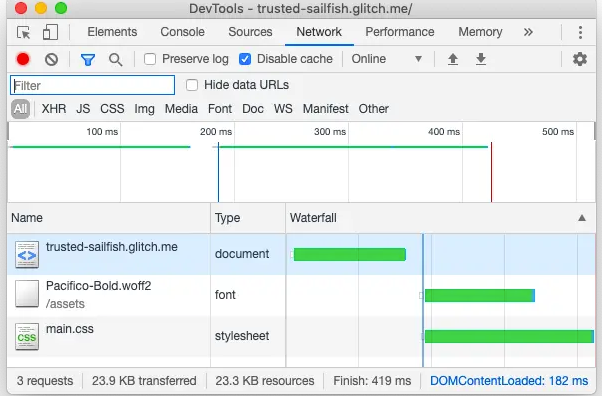 DevTools - trusted-sailfish.glitch.me/
Elements Console Sources Network Performance Memory »
Preserve log Disable cache Online
Filter Hide data URLs
All XHR JS CSS Img Media Font Doc WS Manifest Other
100 ms 200 ms 300 ms 400 ms 500 ms
Name Type Waterfall
trusted-sailfish.glitch.me document
Pacifico-Bold.woff2
/assets font
CSS main.css stylesheet
3 requests 23.9 KB transferred 23.3 KB resources Finish: 419 ms DOMContentLoaded: 182 ms